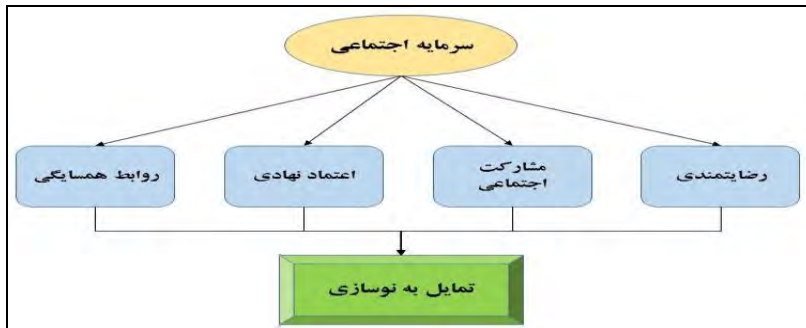 سرمایه اجتماعی
رضایتمندی
مشارکت
اجتماعی
اعتماد نهادی
روابط همسایگی
تمایل به نوسازی